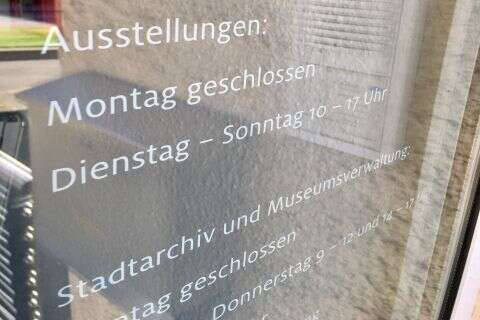 Ausstellungen:
Montag geschlossen
Dienstag – Sonntag 10 – 17 Uhr
Stadtarchiv und Museumsverwaltung:
geschlossen
Donnerstag 9 – 12 und 14 –